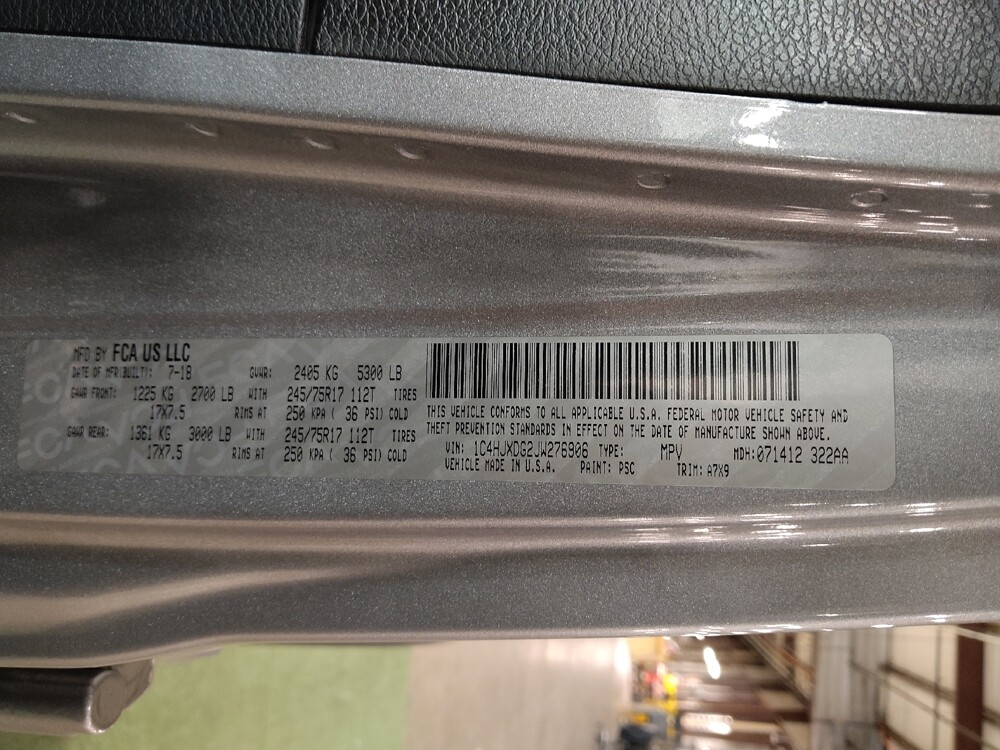 MFD BY FCA US LLC
DATE OF MFR(BUILT): 7-18 GVWR: 2405 KG 5300 LB
GAWR FRONT: 1225 KG 2700 LB WITH 245/75R17 112T TIRES
17X7.5 RIMS AT 250 KPA ( 36 PSI) COLD
GAWR REAR: 1361 KG 3000 LB WITH 245/75R17 112T TIRES
17X7.5 RIMS AT 250 KPA ( 36 PSI) COLD
THIS VEHICLE CONFORMS TO ALL APPLICABLE U.S.A. FEDERAL MOTOR VEHICLE SAFETY AND
THEFT PREVENTION STANDARDS IN EFFECT ON THE DATE OF MANUFACTURE SHOWN ABOVE.
VIN: 1C4HJXDG2JW276906 TYPE: MPV MDH:071412 322AA
VEHICLE MADE IN U.S.A. PAINT: PSC TRIM: A7X9